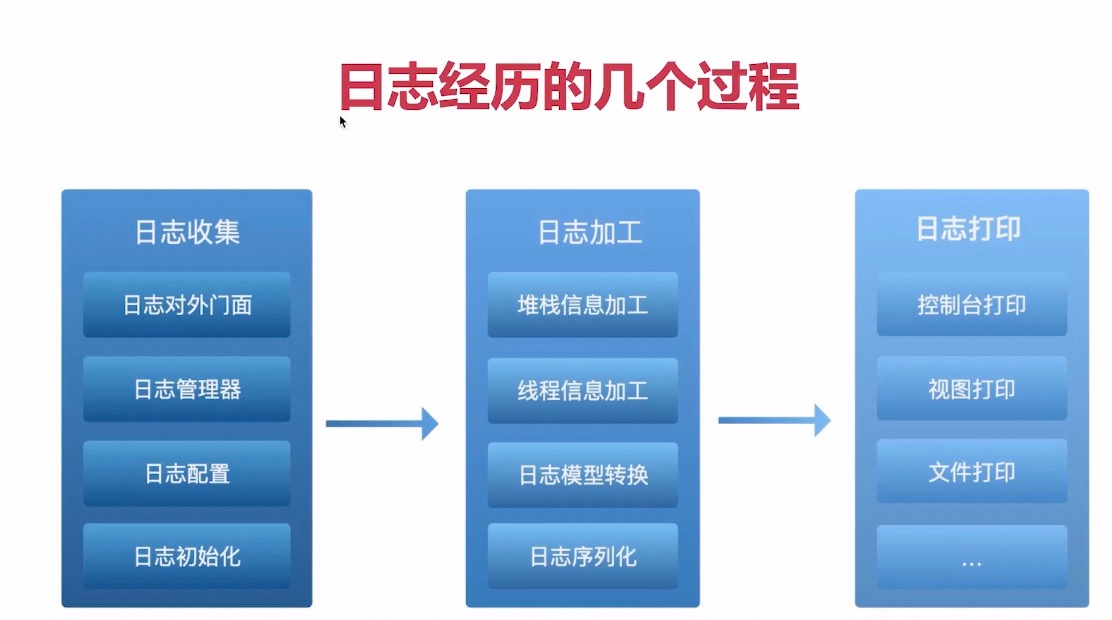 日志经历的几个过程
日志收集
日志对外门面
日志管理器
日志配置
日志初始化
日志加工
堆栈信息加工
线程信息加工
日志模型转换
日志序列化
日志打印
控制台打印
视图打印
文件打印
...